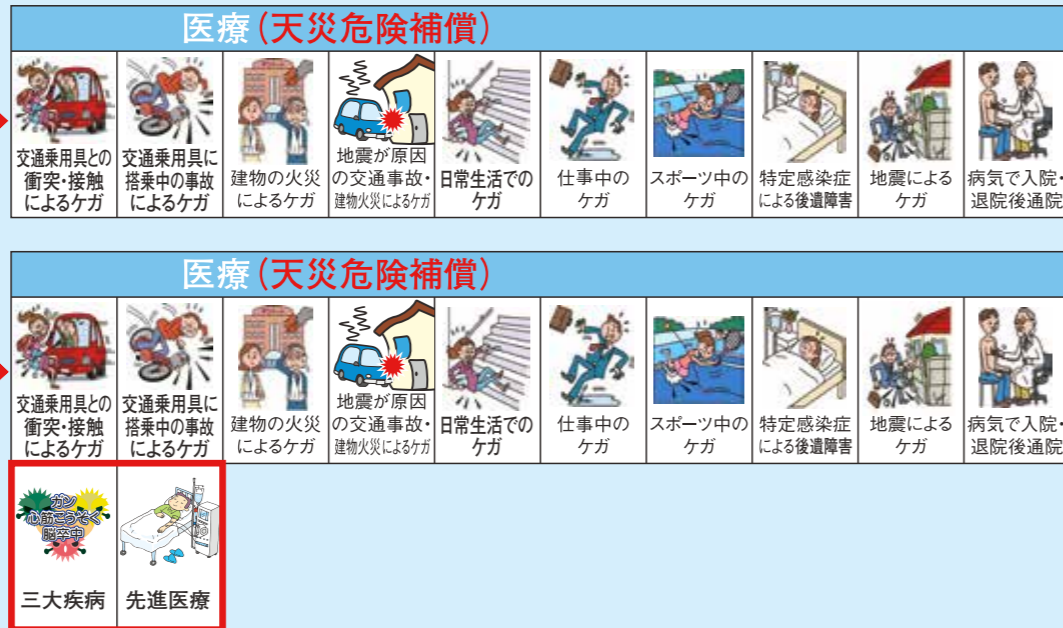 医療(天災危険補償)
交通乗用具との
衝突・接触
によるケガ
交通乗用具に
搭乗中の事故
によるケガ
建物の火災
によるケガ
地震が原因
の交通事故・
建物火災によるケガ
日常生活での
ケガ
仕事中の
ケガ
スポーツ中の
ケガ
特定感染症
による後遺障害
地震による
ケガ
病気で入院・
退院後通院
医療(天災危険補償)
交通乗用具との
衝突・接触
によるケガ
交通乗用具に
搭乗中の事故
によるケガ
建物の火災
によるケガ
地震が原因
の交通事故・
建物火災によるケガ
日常生活での
ケガ
仕事中の
ケガ
スポーツ中の
ケガ
特定感染症
による後遺障害
地震による
ケガ
病気で入院・
退院後通院
ガン
心筋こうそく
脳卒中
三大疾病
先進医療